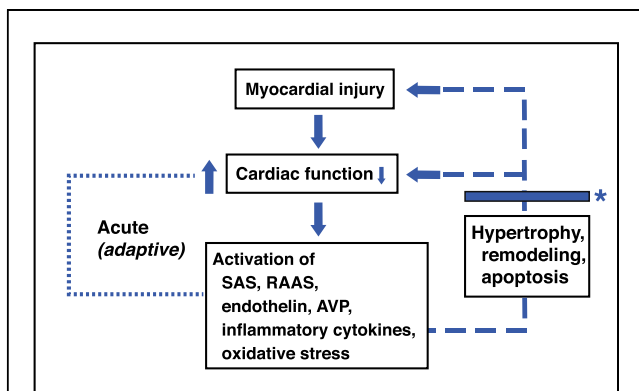 Myocardial injury
Cardiac function
Acute
(adaptive)
Activation of
SAS, RAAS,
endothelin, AVP,
inflammatory cytokines,
oxidative stress
*
Hypertrophy,
remodeling,
apoptosis